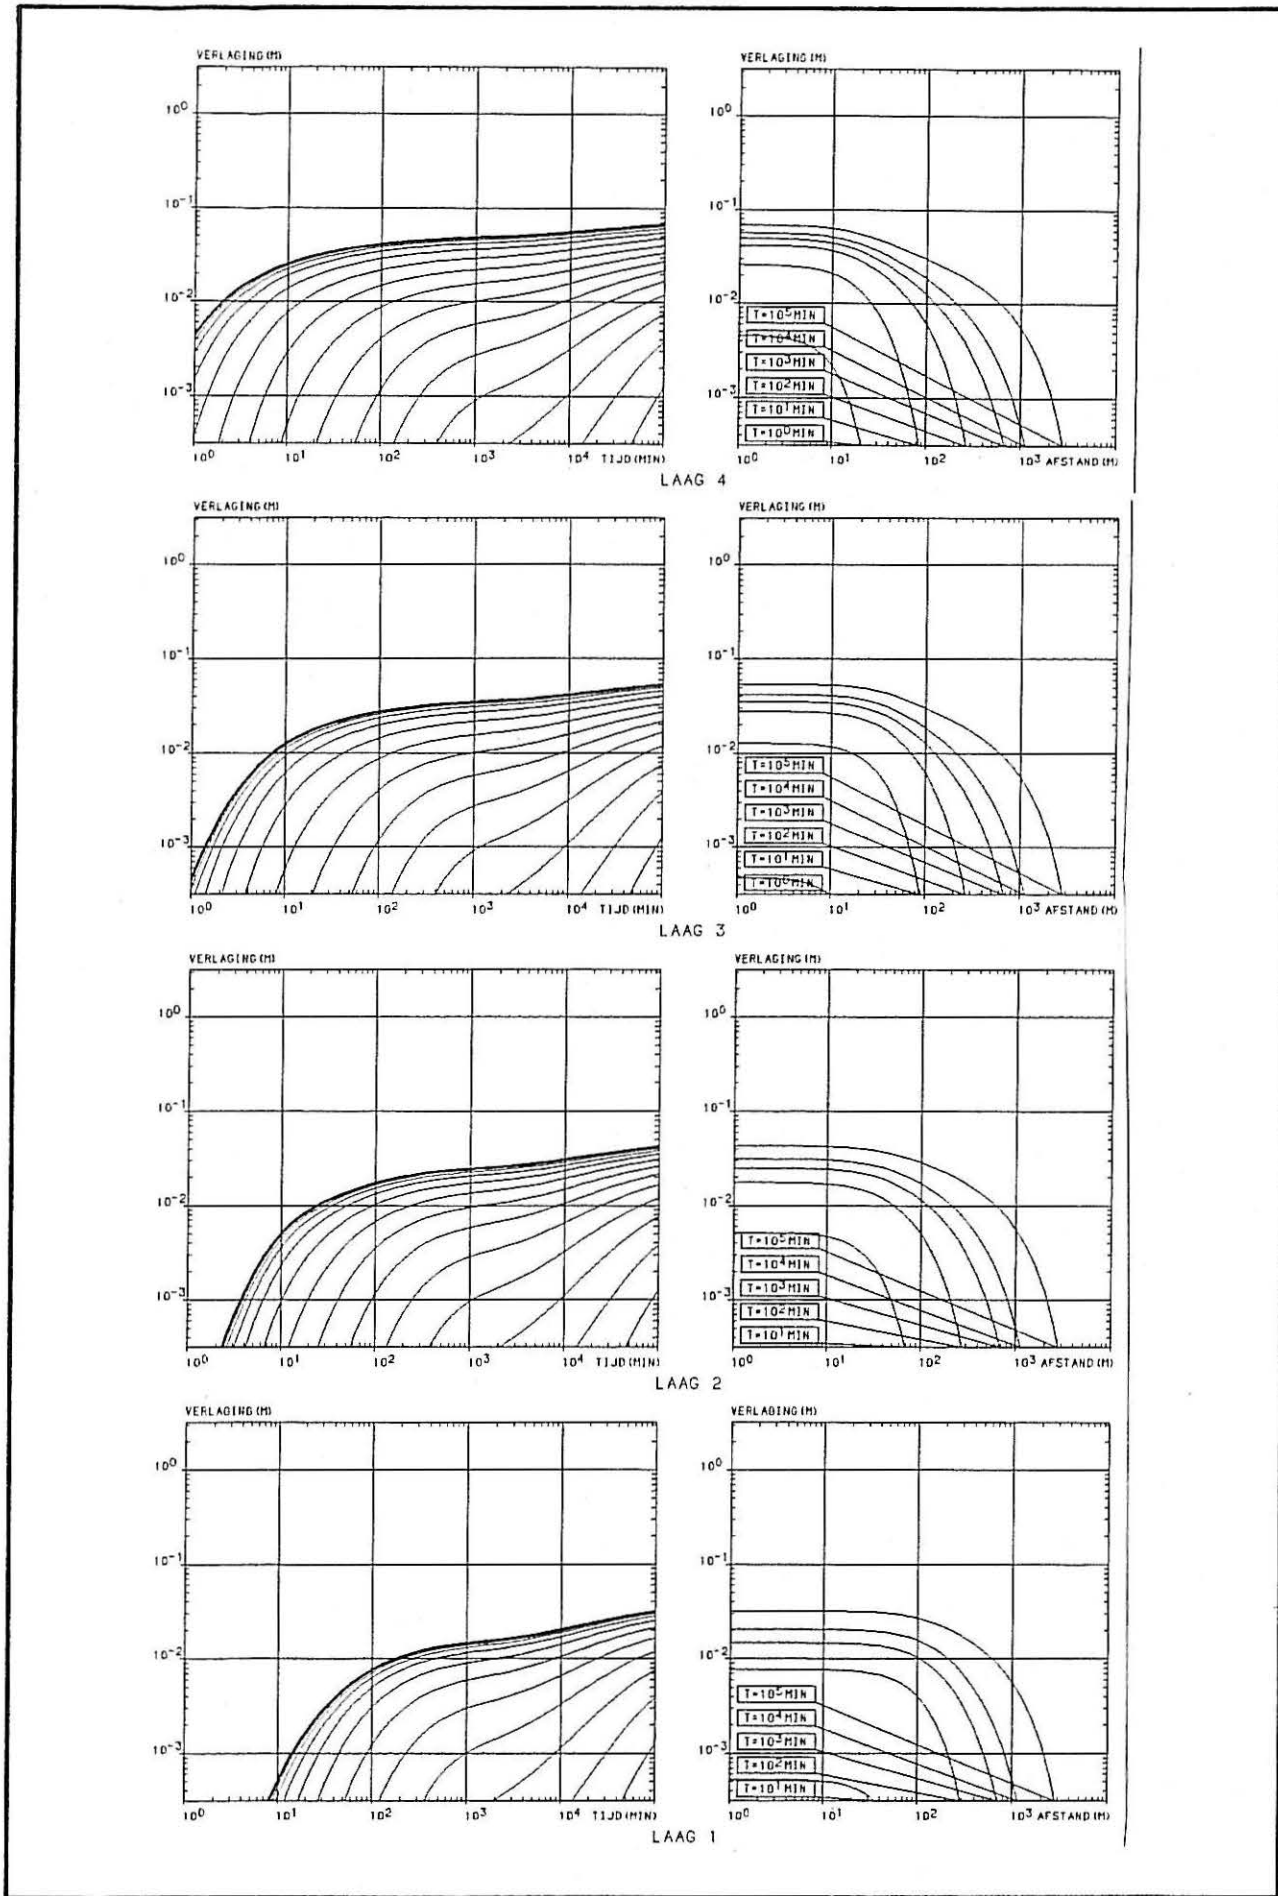 VERLAGING(M) VERLAGING(M)
10⁰ 10⁰
10⁻¹ 10⁻¹
10⁻² 10⁻²
T=10⁵MIN
T=10⁴MIN
T=10³MIN
10⁻³ T=10²MIN 10⁻³
T=10¹MIN
T=10⁰MIN
10⁰ 10¹ 10² 10³ 10⁴ TIJD(MIN) 10⁰ 10¹ 10² 10³ AFSTAND(M)
LAAG 4
VERLAGING(M) VERLAGING(M)
10⁰ 10⁰
10⁻¹ 10⁻¹
10⁻² 10⁻²
T=10⁵MIN
T=10⁴MIN
T=10³MIN
T=10²MIN
10⁻³ 10⁻³
T=10¹MIN
T=10⁰MIN
10⁰ 10¹ 10² 10³ 10⁴ TIJD(MIN) 10⁰ 10¹ 10² 10³ AFSTAND(M)
LAAG 3
VERLAGING(M) VERLAGING(M)
10⁰ 10⁰
10⁻¹ 10⁻¹
10⁻² 10⁻²
T=10⁵MIN
T=10⁴MIN
T=10³MIN
10⁻³ 10⁻³
T=10²MIN
T=10¹MIN
10⁰ 10¹ 10² 10³ 10⁴ TIJD(MIN) 10⁰ 10¹ 10² 10³ AFSTAND(M)
LAAG 2
VERLAGING(M) VERLAGING(M)
10⁰ 10⁰
10⁻¹ 10⁻¹
10⁻² 10⁻²
T=10⁵MIN
T=10⁴MIN
T=10³MIN
10⁻³ 10⁻³
T=10²MIN
T=10¹MIN
10⁰ 10¹ 10² 10³ 10⁴ TIJD(MIN) 10⁰ 10¹ 10² 10³ AFSTAND(M)
LAAG 1